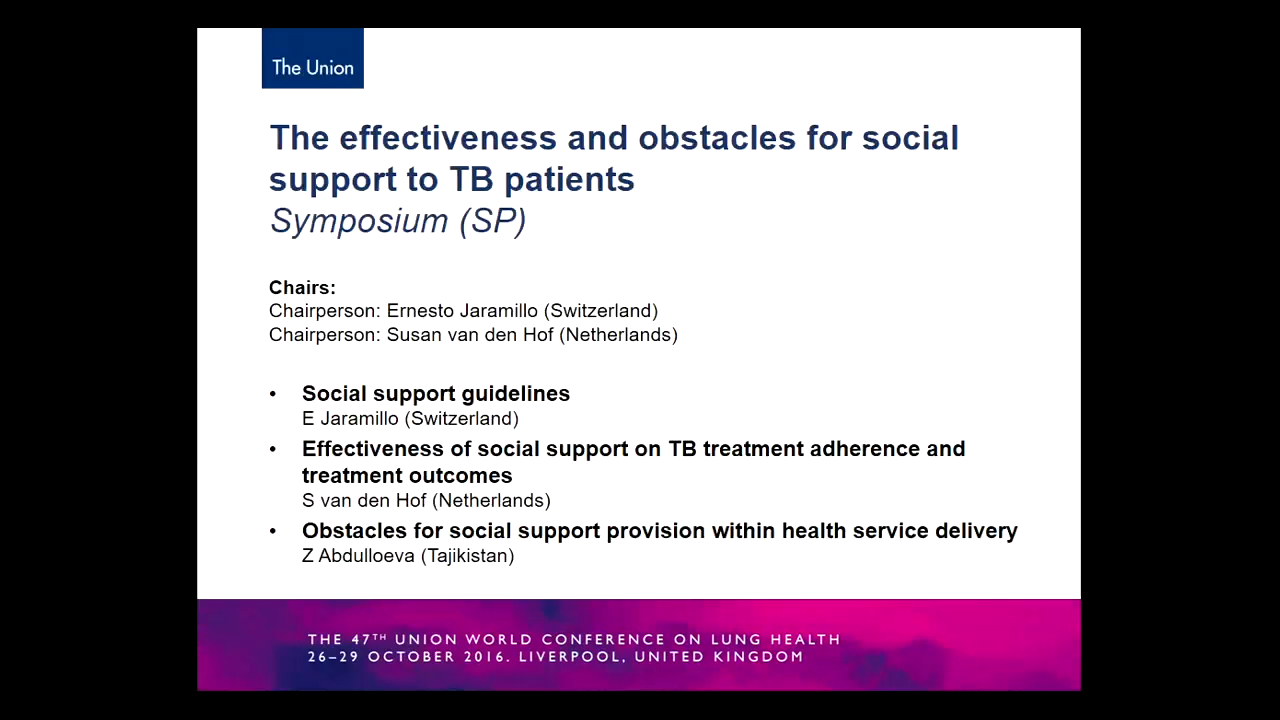 The Union
The effectiveness and obstacles for social
support to TB patients
Symposium (SP)
Chairs:
Chairperson: Ernesto Jaramillo (Switzerland)
Chairperson: Susan van den Hof (Netherlands)
• Social support guidelines
E Jaramillo (Switzerland)
• Effectiveness of social support on TB treatment adherence and
treatment outcomes
S van den Hof (Netherlands)
• Obstacles for social support provision within health service delivery
Z Abdulloeva (Tajikistan)
THE 47TH UNION WORLD CONFERENCE ON LUNG HEALTH
26–29 OCTOBER 2016. LIVERPOOL, UNITED KINGDOM